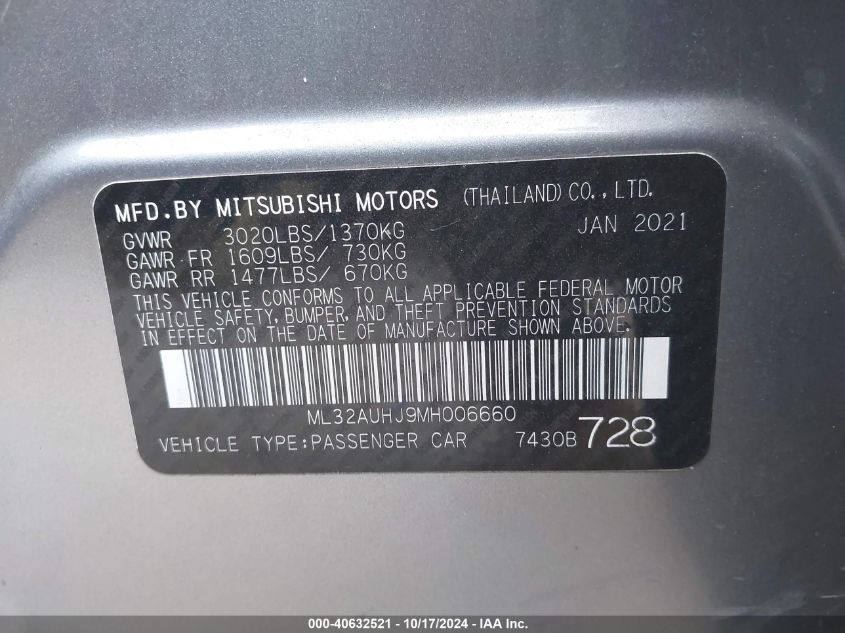 MFD.BY MITSUBISHI MOTORS (THAILAND) CO., LTD.
GVWR 3020LBS/1370KG JAN 2021
GAWR FR 1609LBS/ 730KG
GAWR RR 1477LBS/ 670KG
THIS VEHICLE CONFORMS TO ALL APPLICABLE FEDERAL MOTOR
VEHICLE SAFETY, BUMPER, AND THEFT PREVENTION STANDARDS
IN EFFECT ON THE DATE OF MANUFACTURE SHOWN ABOVE.
ML32AUHJ9MH006660
VEHICLE TYPE:PASSENGER CAR 7430B 728
000-40632521 - 10/17/2024 - IAA Inc.